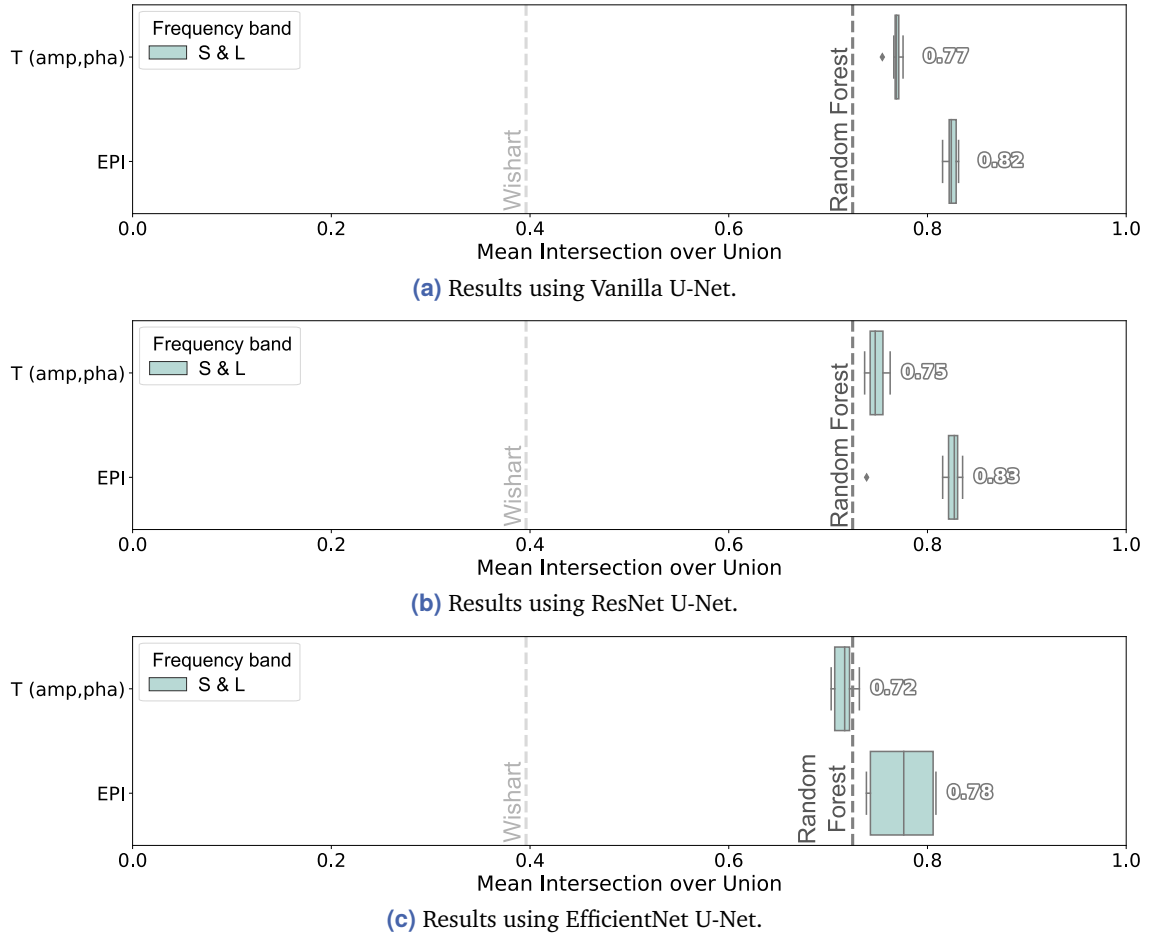 Frequency band
S & L
T (amp,pha)
EPI
Wishart
Random Forest
0.77
0.82
0.0 0.2 0.4 0.6 0.8 1.0
Mean Intersection over Union
(a) Results using Vanilla U-Net.
Frequency band
S & L
T (amp,pha)
EPI
Wishart
Random Forest
0.75
0.83
0.0 0.2 0.4 0.6 0.8 1.0
Mean Intersection over Union
(b) Results using ResNet U-Net.
Frequency band
S & L
T (amp,pha)
EPI
Wishart
Random
Forest
0.72
0.78
0.0 0.2 0.4 0.6 0.8 1.0
Mean Intersection over Union
(c) Results using EfficientNet U-Net.